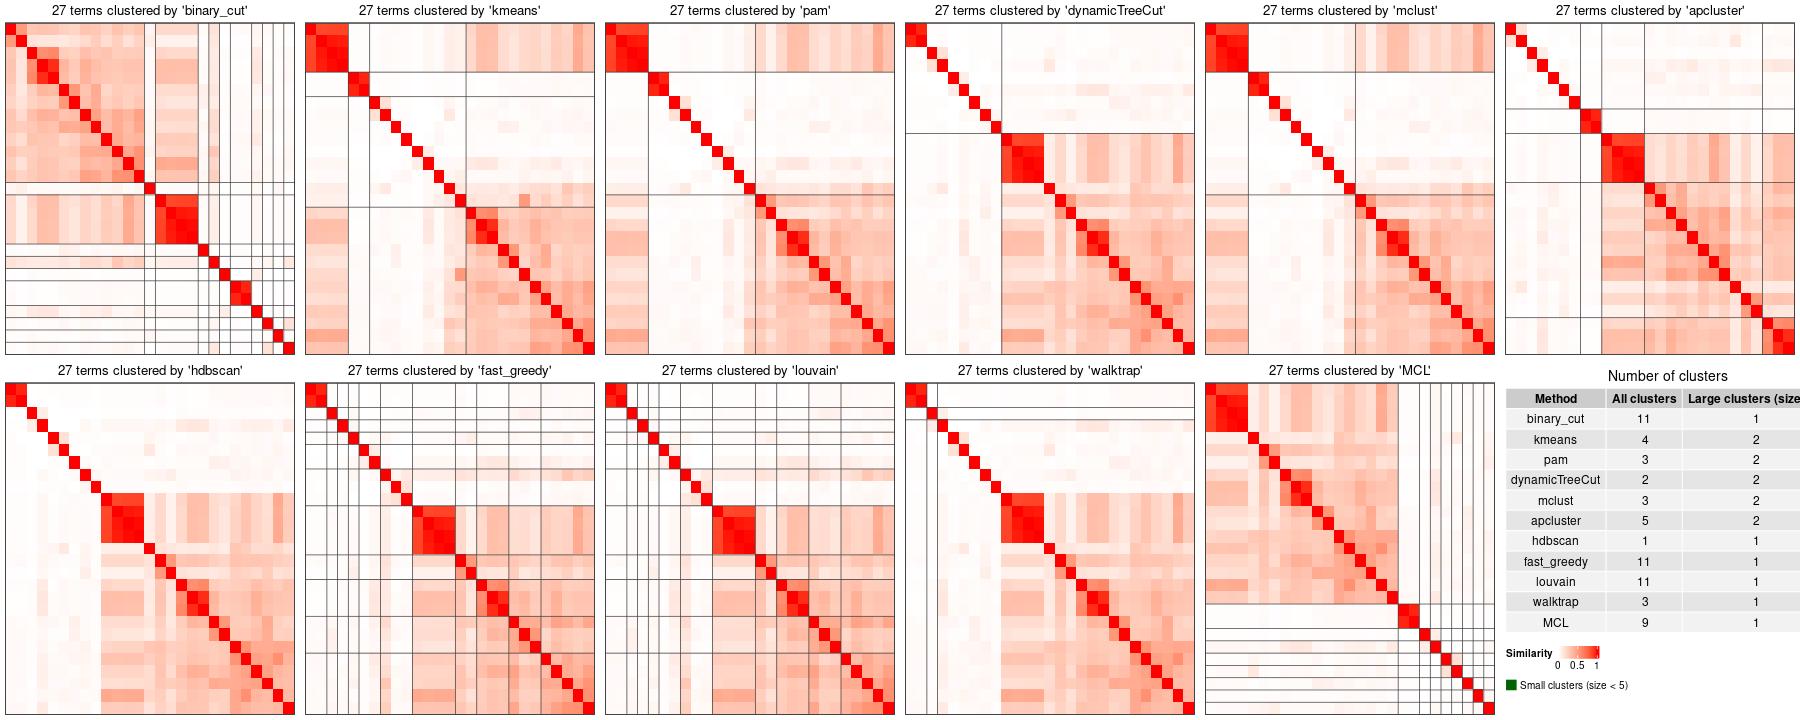 27 terms clustered by 'binary_cut'
27 terms clustered by 'kmeans'
27 terms clustered by 'pam'
27 terms clustered by 'dynamicTreeCut'
27 terms clustered by 'mclust'
27 terms clustered by 'apcluster'
27 terms clustered by 'hdbscan'
27 terms clustered by 'fast_greedy'
27 terms clustered by 'louvain'
27 terms clustered by 'walktrap'
27 terms clustered by 'MCL'
Number of clusters
Method All clusters Large clusters (size
binary_cut 11 1
kmeans 4 2
pam 3 2
dynamicTreeCut 2 2
mclust 3 2
apcluster 5 2
hdbscan 1 1
fast_greedy 11 1
louvain 11 1
walktrap 3 1
MCL 9 1
Similarity
0 0.5 1
Small clusters (size < 5)